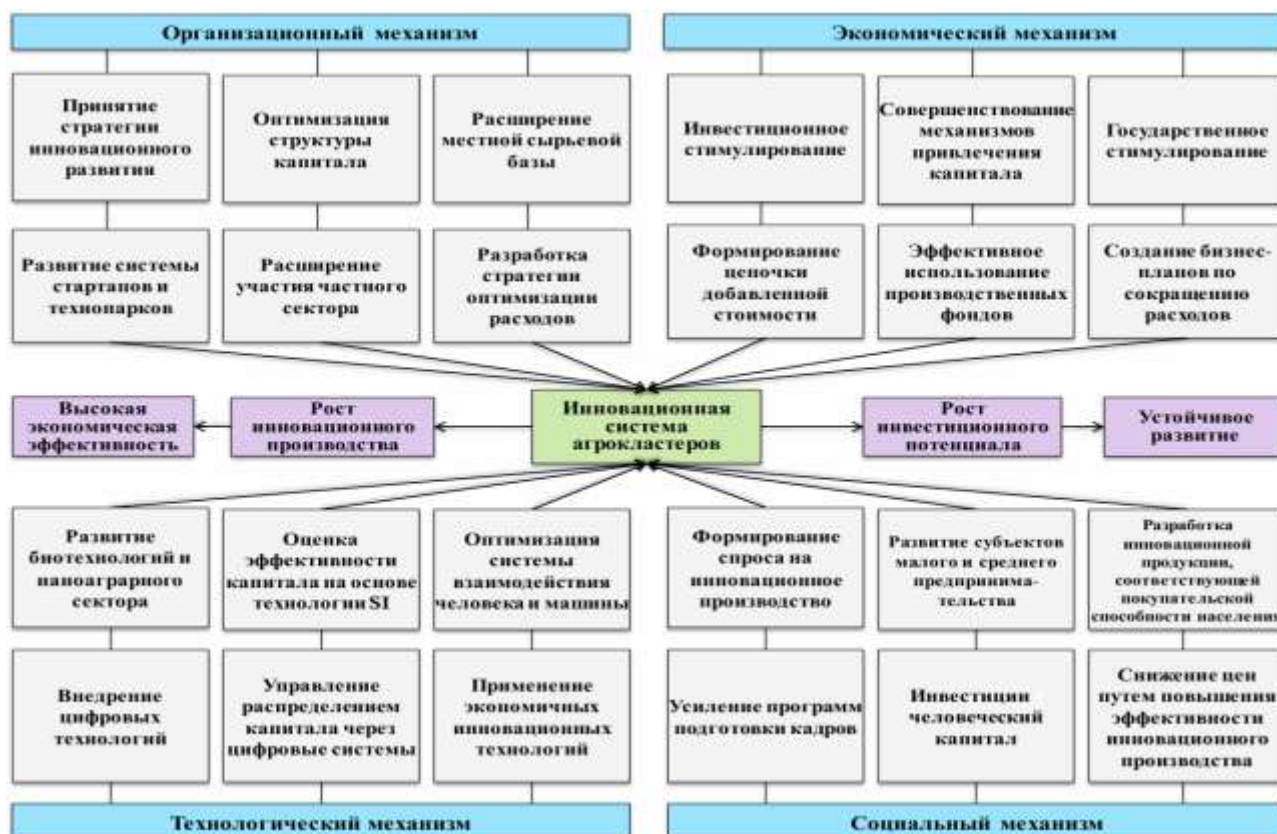 Организационный механизм
Экономический механизм
Принятие
стратегии
инновационного
развития
Оптимизация
структуры
капитала
Расширение
местной сырьевой
базы
Инвестиционное
стимулирование
Совершенствование
механизмов
привлечения
капитала
Государственное
стимулирование
Развитие системы
стартапов и
технопарков
Расширение
участия частного
сектора
Разработка
стратегии
оптимизации
расходов
Формирование
цепочки
добавленной
стоимости
Эффективное
использование
производственных
фондов
Создание бизнес-
планов по
сокращению
расходов
Высокая
экономическая
эффективность
Рост
инновационного
производства
Инновационная
система
агрокластеров
Рост
инвестиционного
потенциала
Устойчивое
развитие
Развитие
биотехнологий и
наноаграрного
сектора
Оценка
эффективности
капитала на основе
технологии SI
Оптимизация
системы
взаимодействия
человека и машины
Формирование
спроса на
инновационное
производство
Развитие субъектов
малого и среднего
предпринима-
тельства
Разработка
инновационной
продукции,
соответствующей
покупательской
способности населения
Внедрение
цифровых
технологий
Управление
распределением
капитала через
цифровые системы
Применение
экономичных
инновационных
технологий
Усиление программ
подготовки кадров
Инвестиции
человеческий
капитал
Снижение цен
путем повышения
эффективности
инновационного
производства
Технологический механизм
Социальный механизм